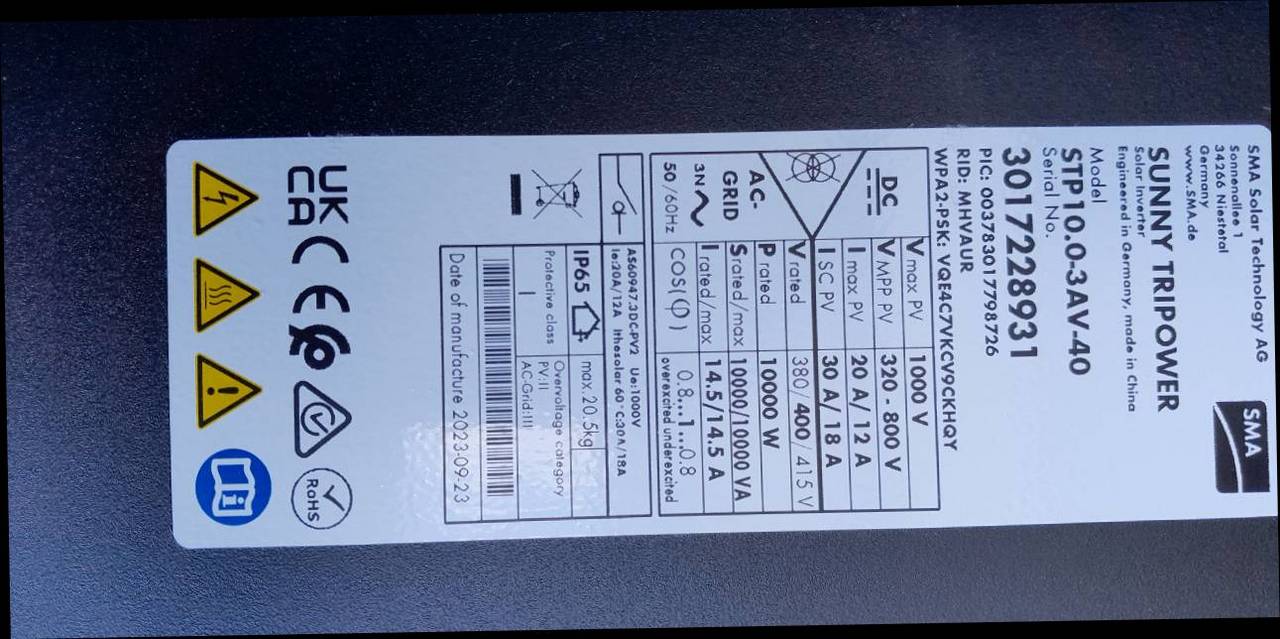 SMA Solar Technology AG
Sonnenallee 1
34266 Niestetal
Germany
www.SMA.de
SMA
SUNNY TRIPOWER
Solar Inverter
Engineered in Germany, made in China
Model
STP10.0-3AV-40
Serial No.
3017228931
PIC: 00378301779 8726
RID: MHVAUR
WPA2-PSK: VQE4C7VKCV9CKHQY
DC
V max PV 1000 V
V MPP PV 320 - 800 V
I max PV 20 A/ 12 A
I SC PV 30 A/ 18 A
AC-GRID
3N
50/60Hz
V rated 380/400/415 V
P rated 10000 W
S rated/max 10000/10000 VA
I rated/max 14.5/14.5 A
COS(φ) 0.8...1...0.8
overexcited underexcited
AS60947.3DC-PV2 Ue:1000V
Ie:20A/12A Ithesolar 60°C:30A/18A
IP65 max.20.5kg
Protective class
I
Overvoltage category
PV:II
AC-Grid:III
Date of manufacture 2023-09-23
UK
CA
CE
RoHS